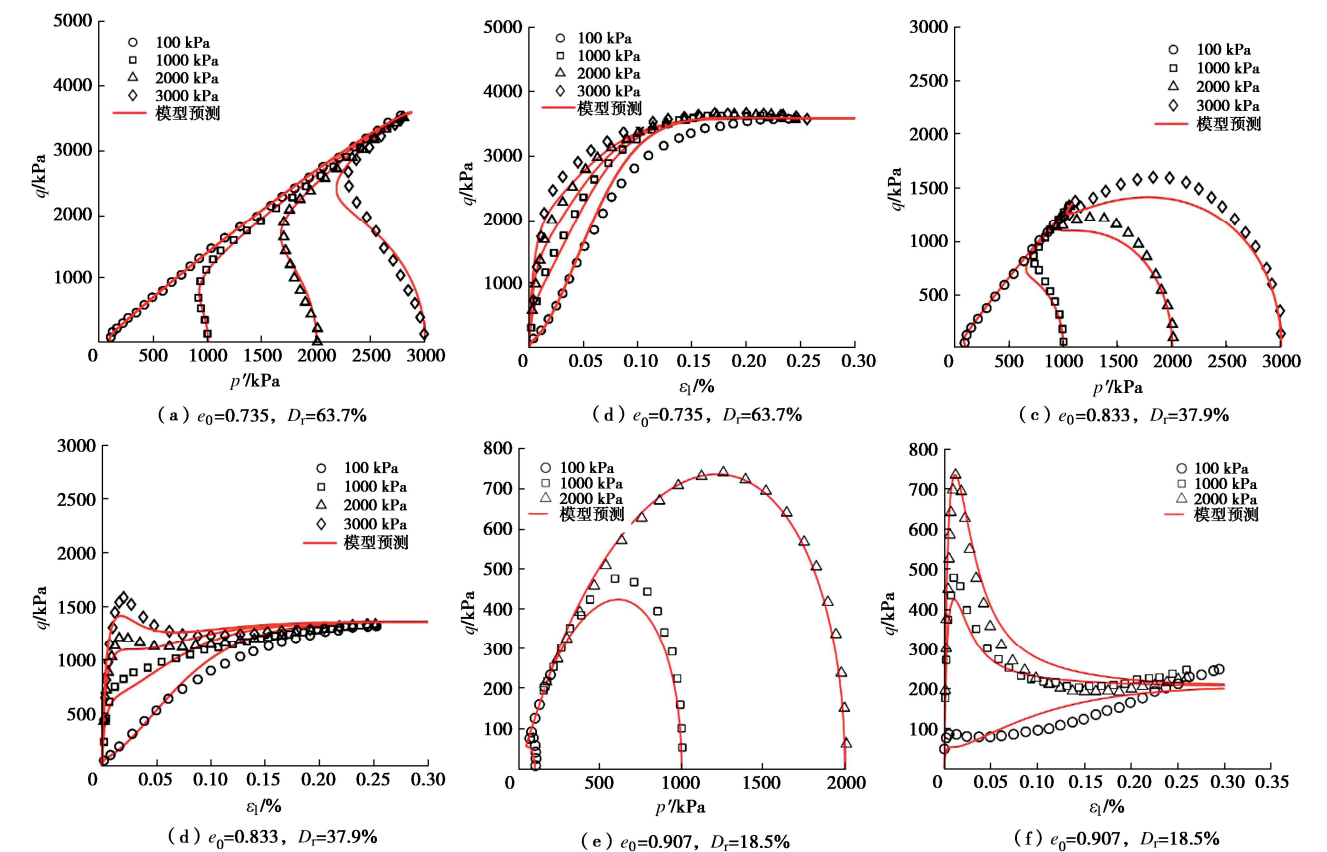 5000
4000
3000
2000
1000
0
500
1000
1500
2000
2500
3000
q/kPa
p′/kPa
100 kPa
1000 kPa
2000 kPa
3000 kPa
模型预测
(a) e0=0.735, Dr=63.7%
5000
4000
3000
2000
1000
0
0.05
0.10
0.15
0.20
0.25
0.30
q/kPa
εl/%
100 kPa
1000 kPa
2000 kPa
3000 kPa
模型预测
(d) e0=0.735, Dr=63.7%
3000
2500
2000
1500
1000
500
0
500
1000
1500
2000
2500
3000
q/kPa
p′/kPa
100 kPa
1000 kPa
2000 kPa
3000 kPa
模型预测
(c) e0=0.833, Dr=37.9%
3000
2500
2000
1500
1000
500
0
0.05
0.10
0.15
0.20
0.25
0.30
q/kPa
εl/%
100 kPa
1000 kPa
2000 kPa
3000 kPa
模型预测
(d) e0=0.833, Dr=37.9%
800
700
600
500
400
300
200
100
0
500
1000
1500
2000
q/kPa
p′/kPa
100 kPa
1000 kPa
2000 kPa
模型预测
(e) e0=0.907, Dr=18.5%
800
700
600
500
400
300
200
100
0
0.05
0.10
0.15
0.20
0.25
0.30
0.35
q/kPa
εl/%
100 kPa
1000 kPa
2000 kPa
模型预测
(f) e0=0.907, Dr=18.5%